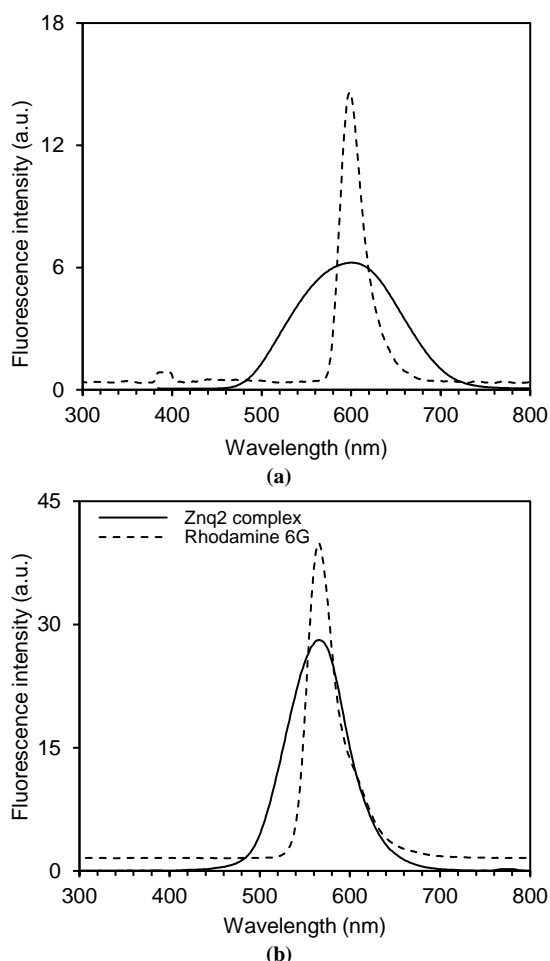 18
12
6
0
Fluorescence intensity (a.u.)
300 400 500 600 700 800
Wavelength (nm)
(a)
45
30
15
0
Fluorescence intensity (a.u.)
Znq2 complex
Rhodamine 6G
300 400 500 600 700 800
Wavelength (nm)
(b)